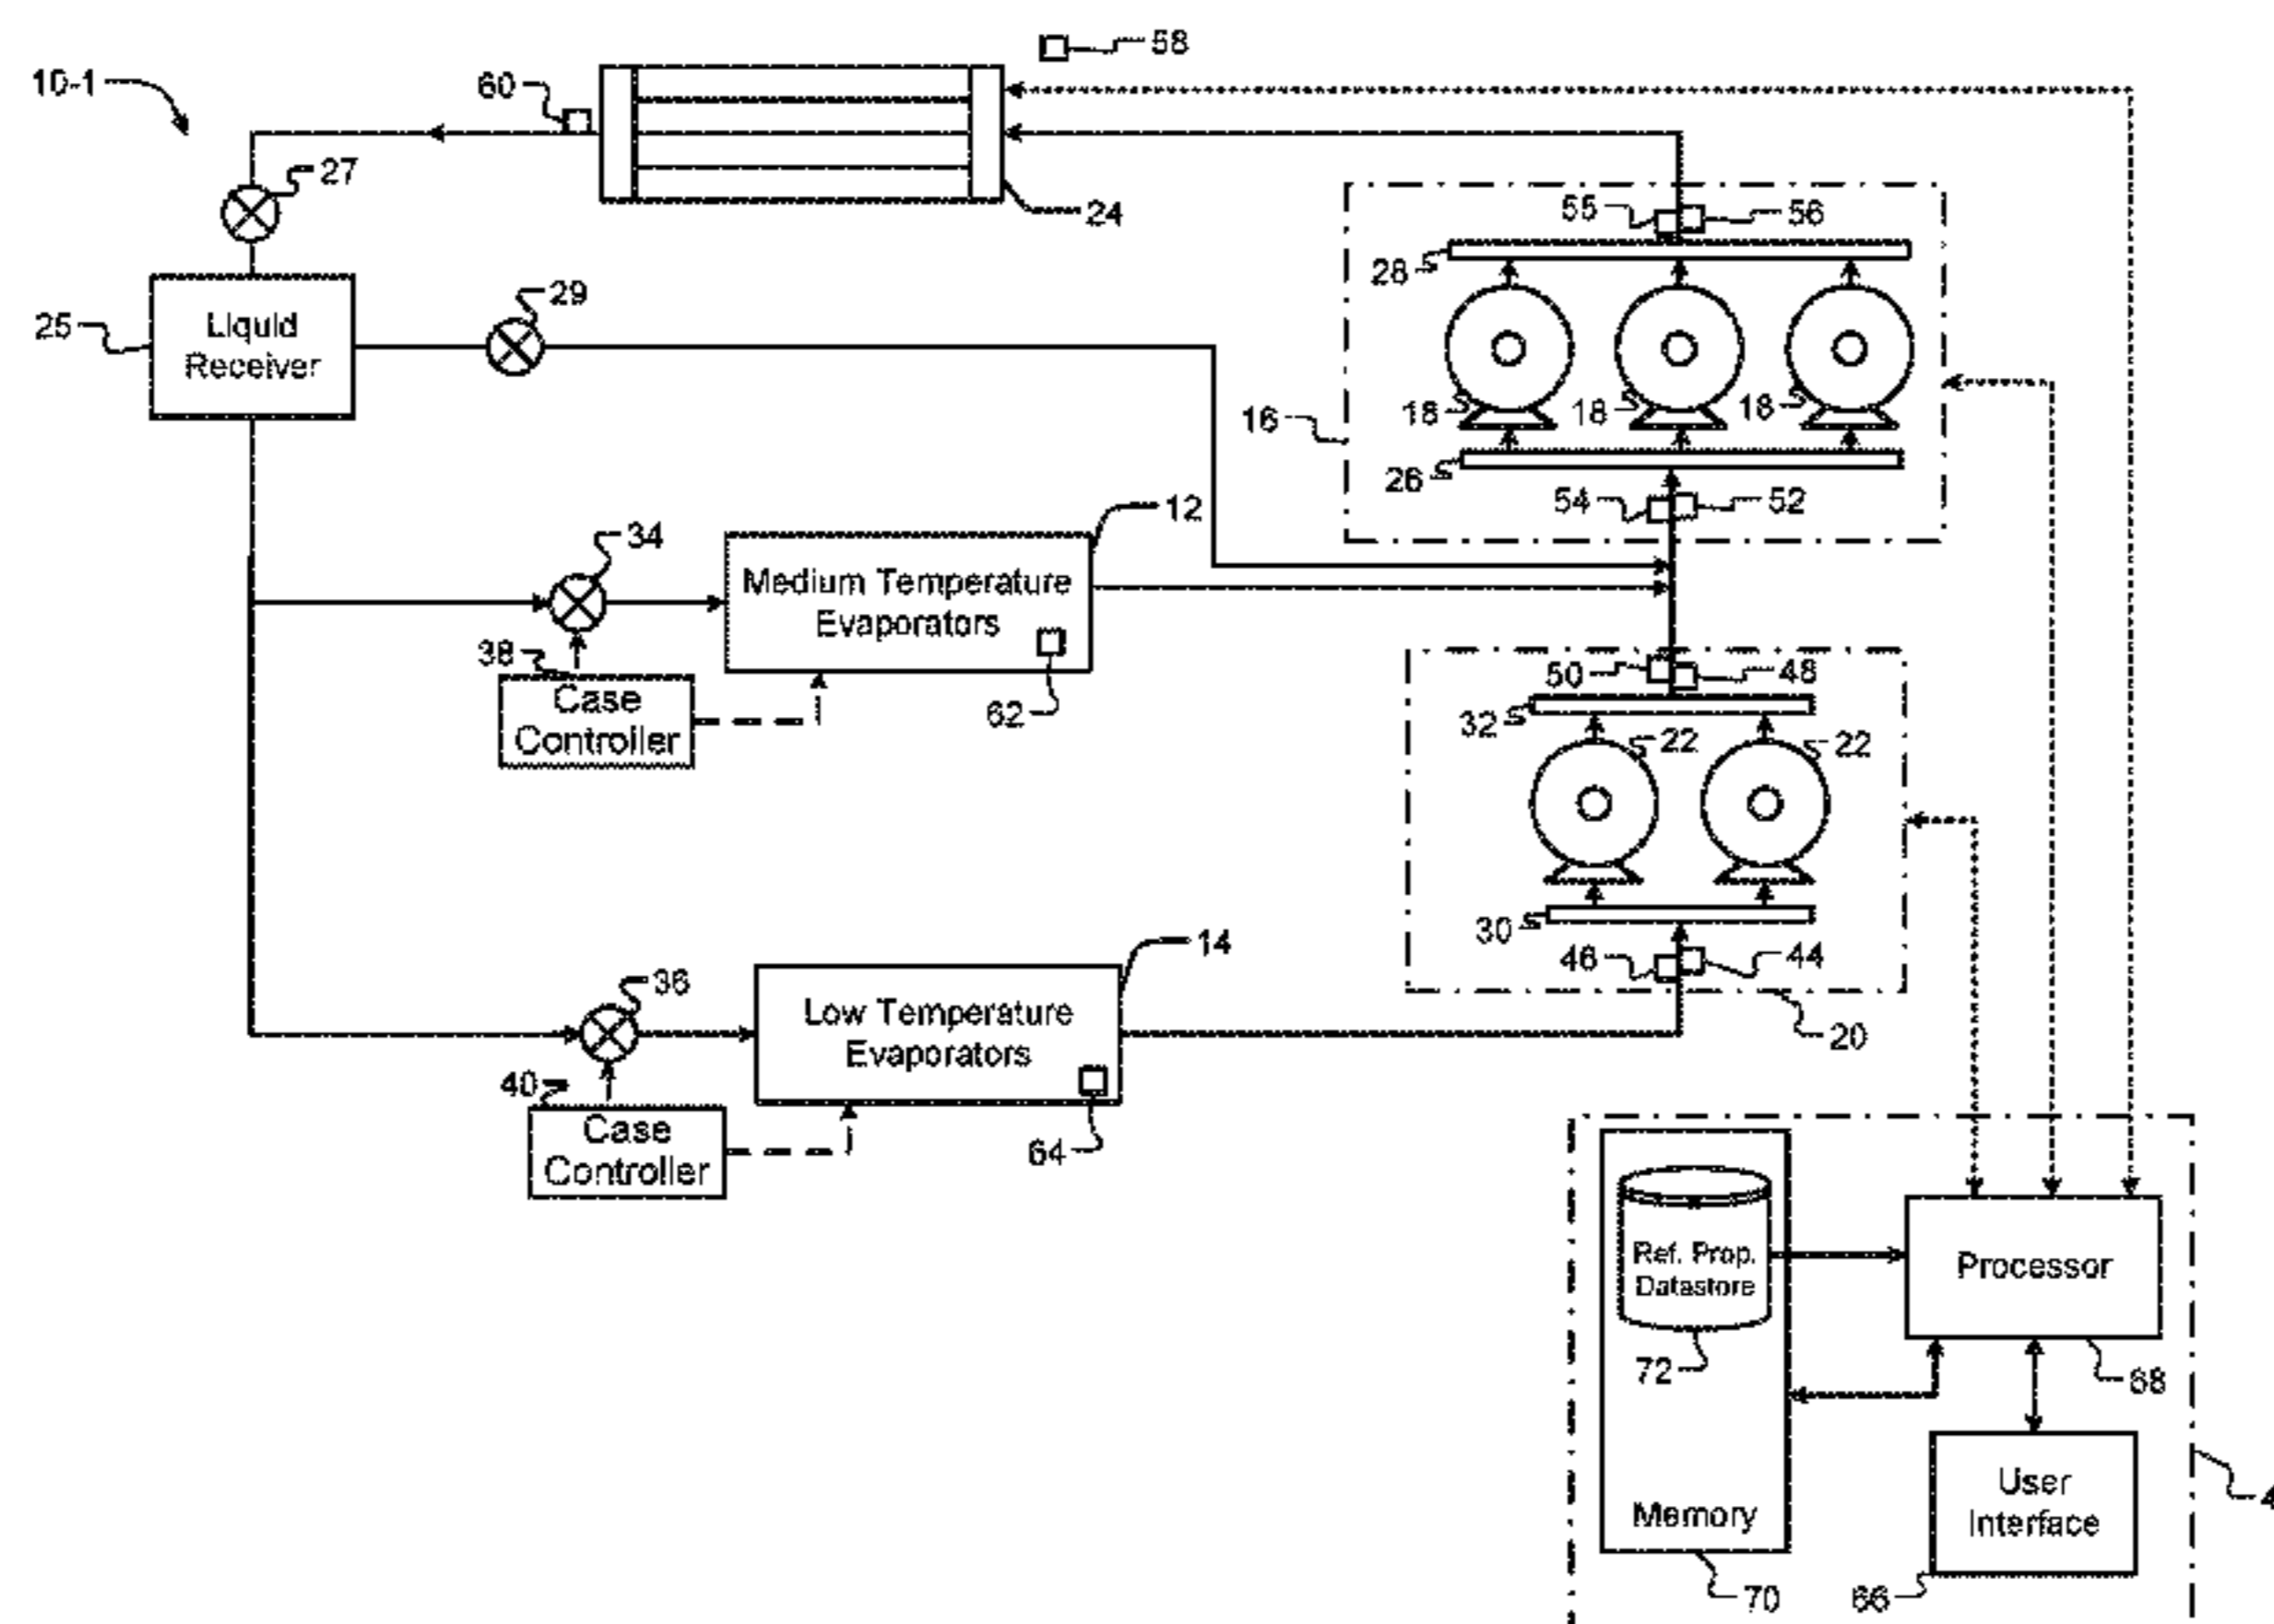 58
10-1
60
27
24
55
56
28
29
25
Liquid
Receiver
18
18
18
16
26
54
52
12
34
Medium Temperature
Evaporators
38
Case
Controller
62
50
48
32
22
22
30
46
44
14
36
Low Temperature
Evaporators
20
40
Case
Controller
64
Ref. Prop.
Datastore
Processor
72
68
User
Interface
Memory
70
66